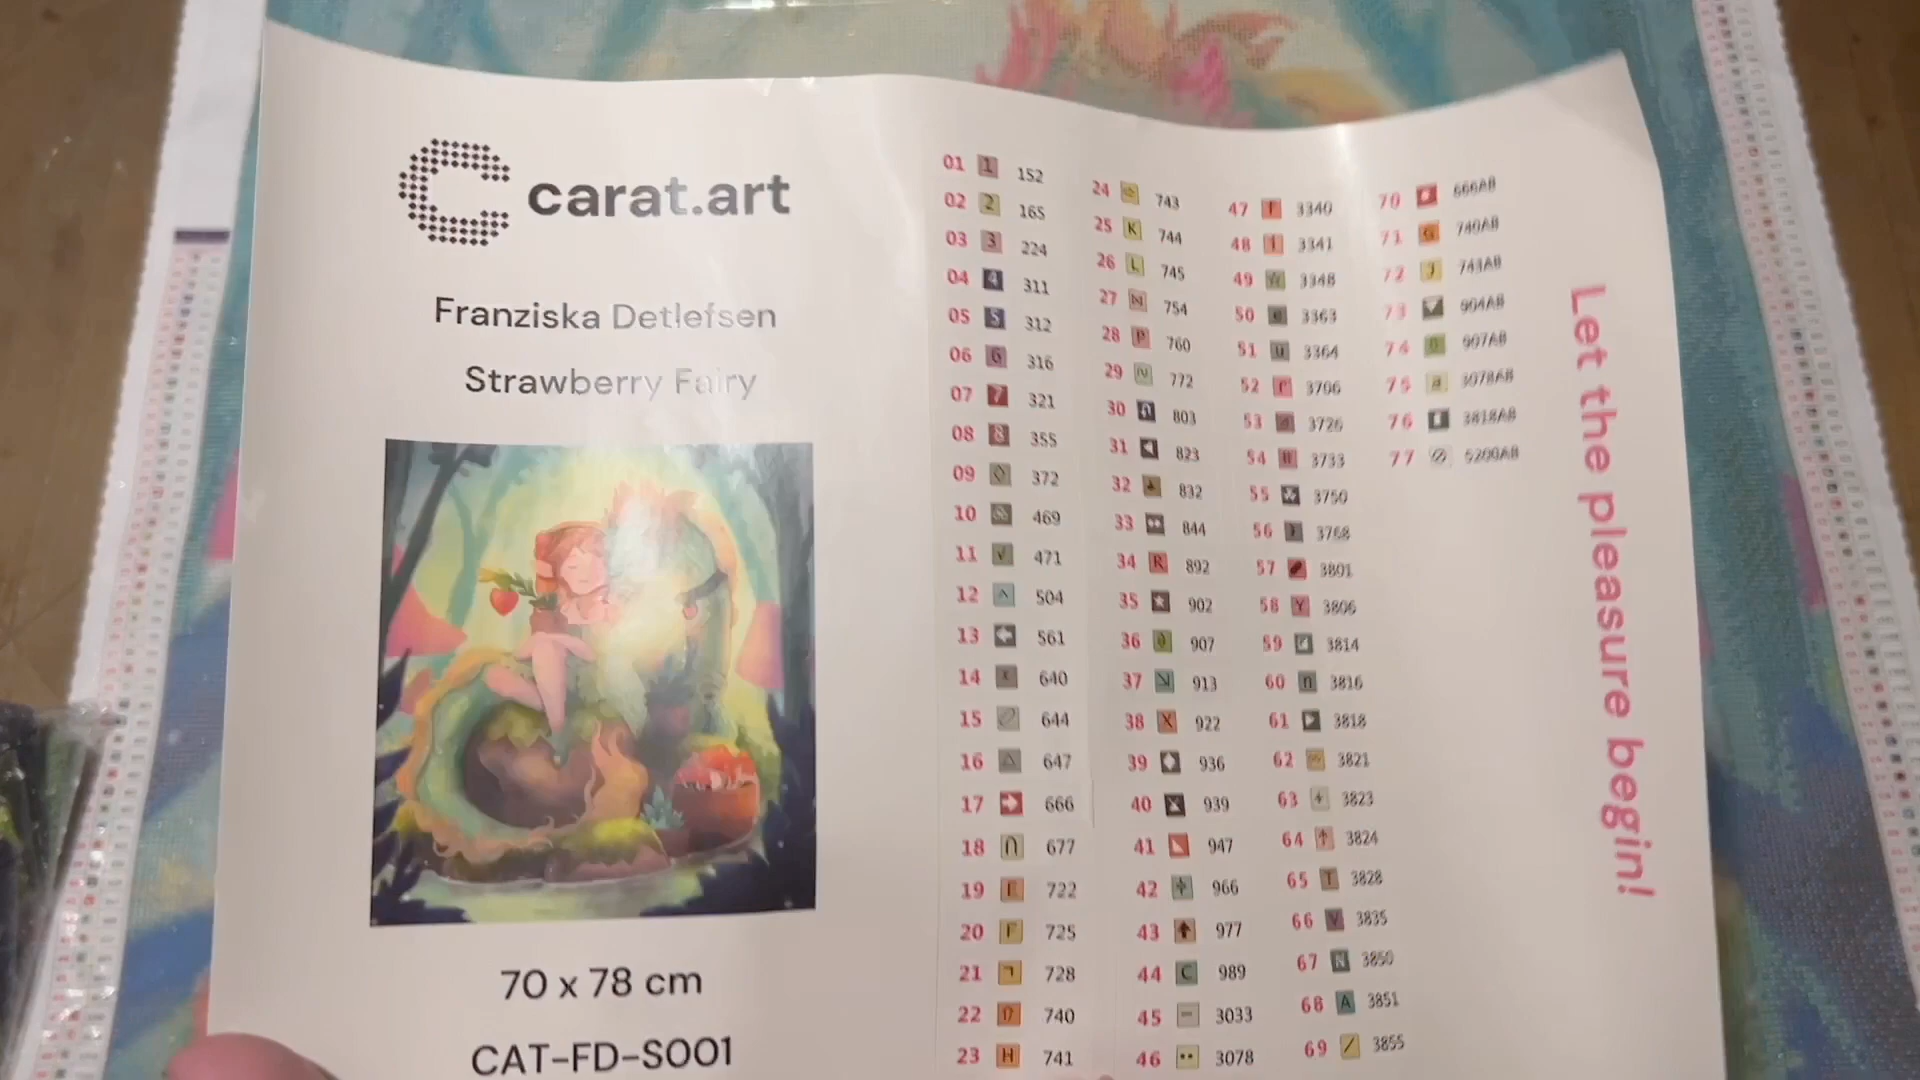 carat.art
Franziska Detlefsen
Strawberry Fairy
70 x 78 cm
CAT-FD-S001
01 1 152
02 2 165
03 3 224
04 4 311
05 5 312
06 6 316
07 7 321
08 8 355
09 372
10 469
11 √ 471
12 ^ 504
13 561
14 640
15 644
16 △ 647
17 666
18 677
19 722
20 Γ 725
21 728
22 740
23 H 741
24 743
25 K 744
26 L 745
27 N 754
28 P 760
29 772
30 803
31 823
32 832
33 844
34 R 892
35 ★ 902
36 907
37 913
38 X 922
39 ◆ 936
40 939
41 947
42 966
43 977
44 C 989
45 – 3033
46 •• 3078
47 3340
48 3341
49 3348
50 3363
51 U 3364
52 3706
53 3726
54 3733
55 3750
56 3768
57 3801
58 Y 3806
59 3814
60 n 3816
61 3818
62 3821
63 3823
64 ↑ 3824
65 T 3828
66 V 3835
67 N 3850
68 A 3851
69 / 3855
70 666AB
71 G 740AB
72 743AB
73 904AB
74 907AB
75 a 3078AB
76 3818AB
77 5200AB
Let the pleasure begin!